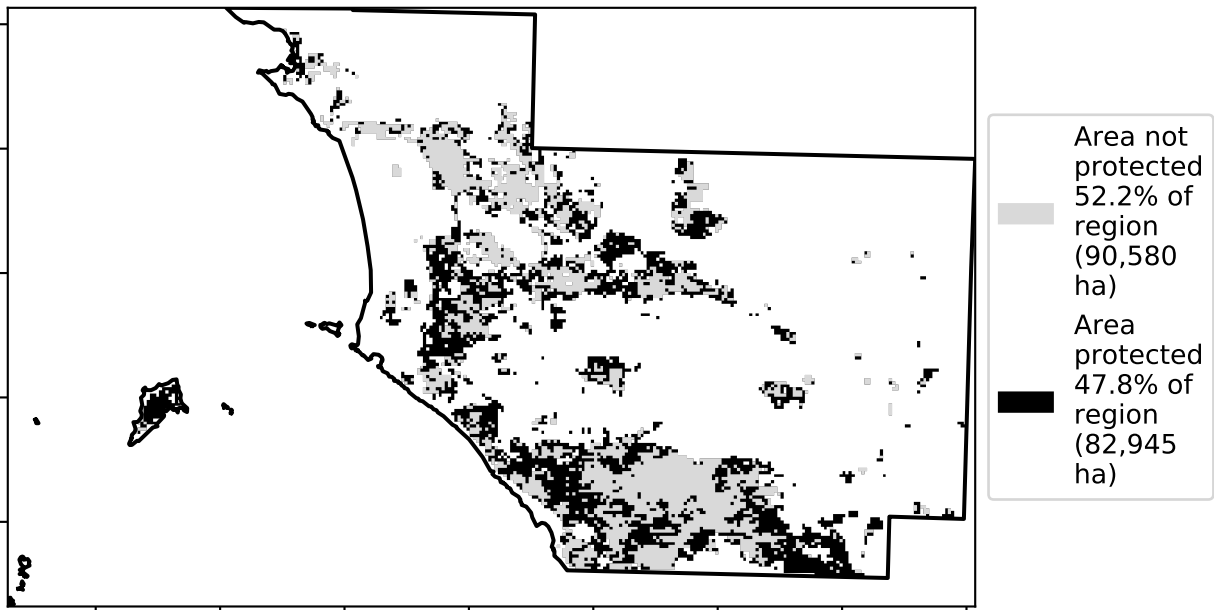 Area not
protected
52.2% of
region
(90,580
ha)
Area
protected
47.8% of
region
(82,945
ha)